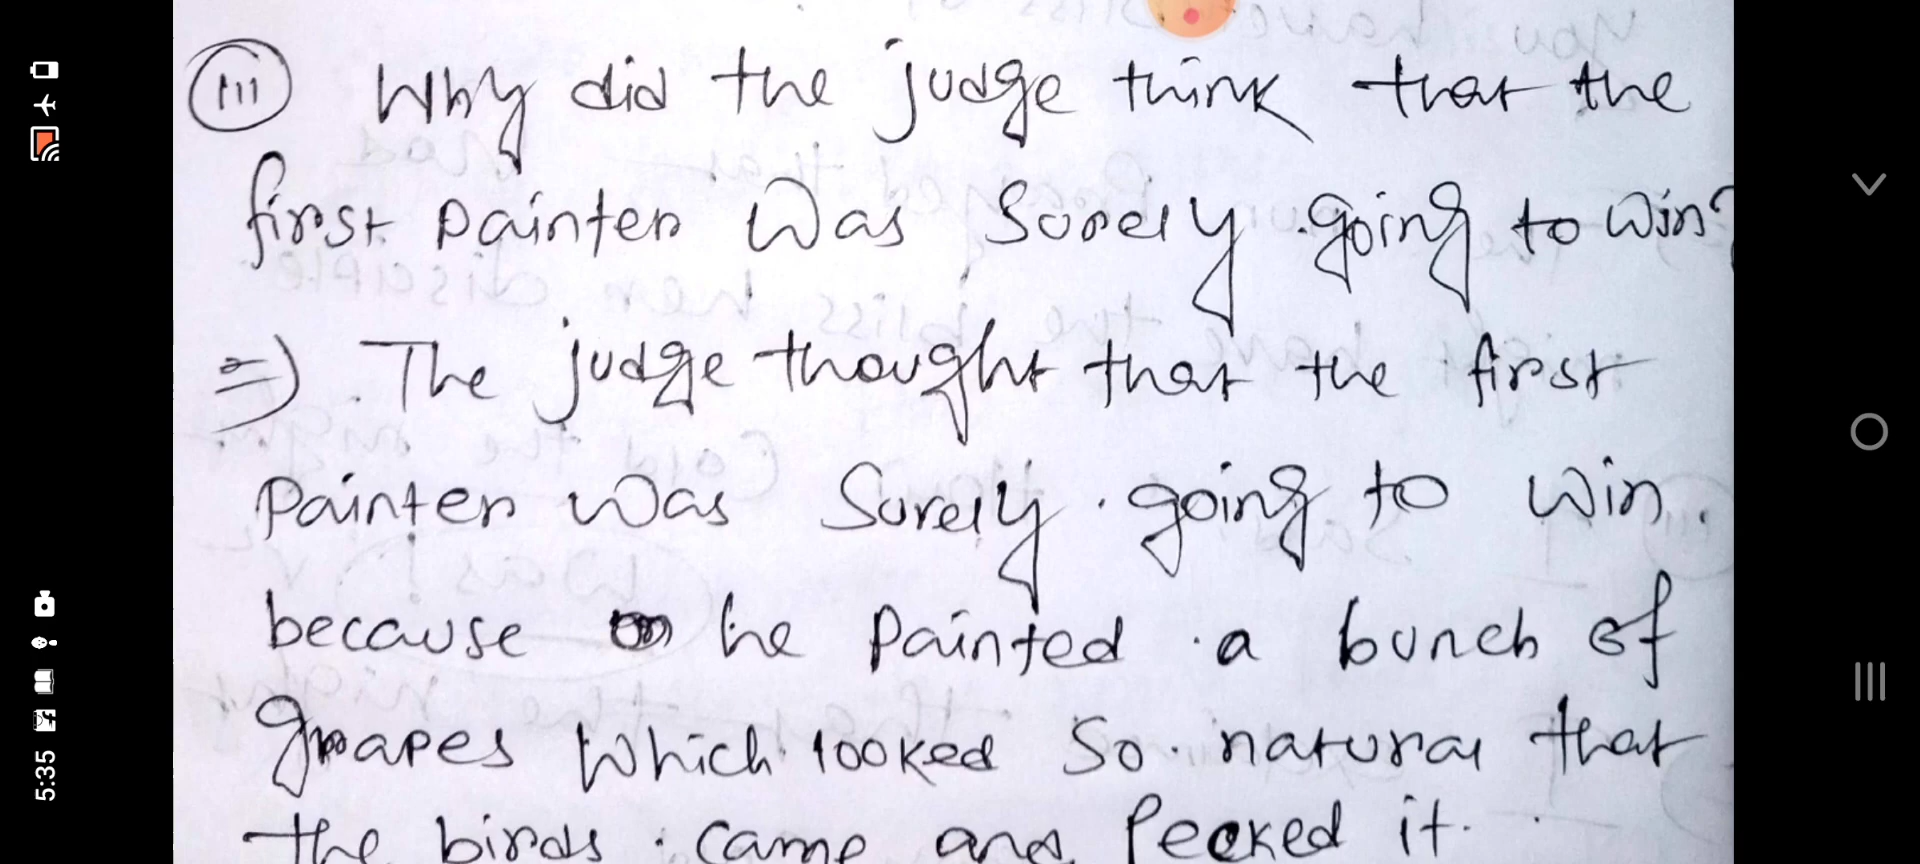 (iii) Why did the judge think that the
first painter was surely going to win?
=> The judge thought that the first
painter was surely going to win.
because he painted a bunch of
grapes which looked so natural that
the birds came and pecked it.
5:35